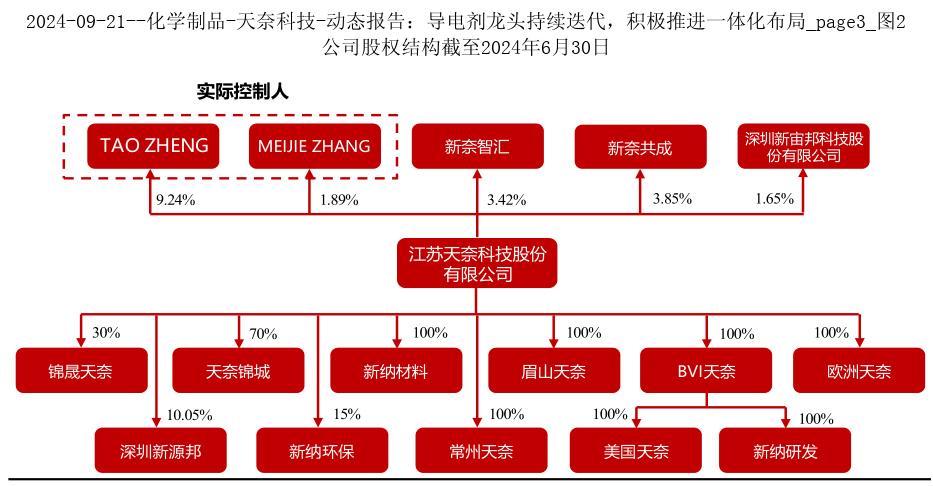 2024-09-21--化学制品-天奈科技-动态报告：导电剂龙头持续迭代，积极推进一体化布局_page3_图2
公司股权结构截至2024年6月30日
实际控制人
TAO ZHENG
MEIJIE ZHANG
新奈智汇
新奈共成
深圳新宙邦科技股
份有限公司
9.24%
1.89%
3.42%
3.85%
1.65%
江苏天奈科技股份
有限公司
30%
70%
100%
100%
100%
100%
锦晟天奈
天奈锦城
新纳材料
眉山天奈
BVI天奈
欧洲天奈
10.05%
15%
100%
100%
100%
深圳新源邦
新纳环保
常州天奈
美国天奈
新纳研发